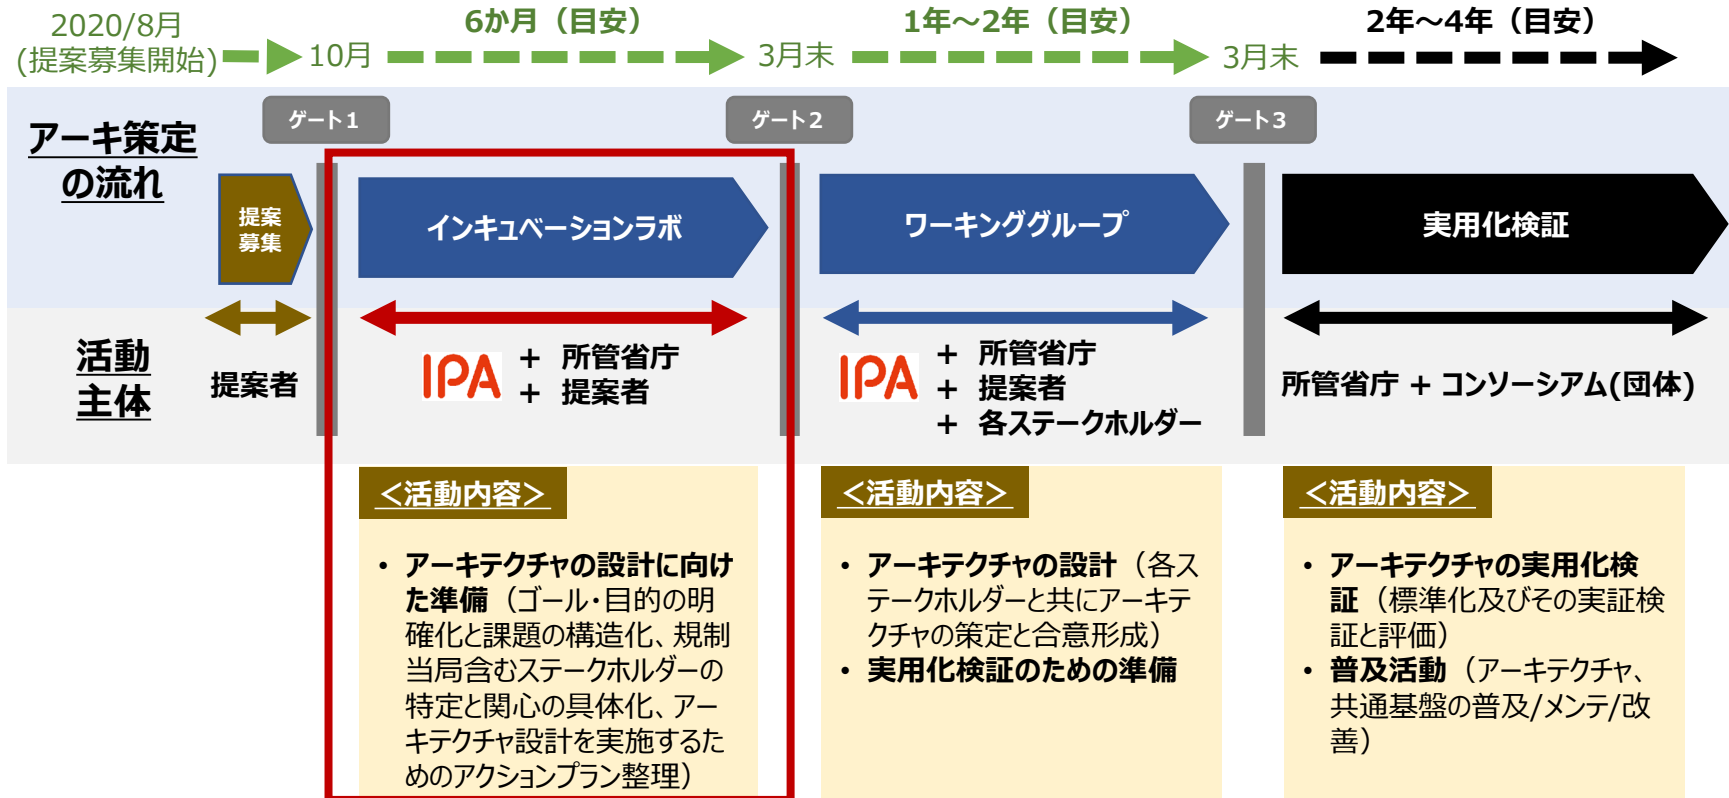 2020/8月
(提案募集開始)
10月
6か月（目安）
3月末
1年～2年（目安）
3月末
2年～4年（目安）
ゲート1
ゲート2
ゲート3
アーキ策定
の流れ
提案
募集
インキュベーションラボ
ワーキンググループ
実用化検証
活動
主体
提案者
IPA
+ 所管省庁
+ 提案者
IPA
+ 所管省庁
+ 提案者
+ 各ステークホルダー
所管省庁 + コンソーシアム(団体)
＜活動内容＞
・アーキテクチャの設計に向け
た準備（ゴール・目的の明
確化と課題の構造化、規制
当局含むステークホルダーの
特定と関心の具体化、アー
キテクチャ設計を実施するた
めのアクションプラン整理）
＜活動内容＞
・アーキテクチャの設計（各ス
テークホルダーと共にアーキテ
クチャの策定と合意形成）
・実用化検証のための準備
＜活動内容＞
・アーキテクチャの実用化検
証（標準化及びその実証検
証と評価）
・普及活動（アーキテクチャ、
共通基盤の普及/メンテ/改
善）